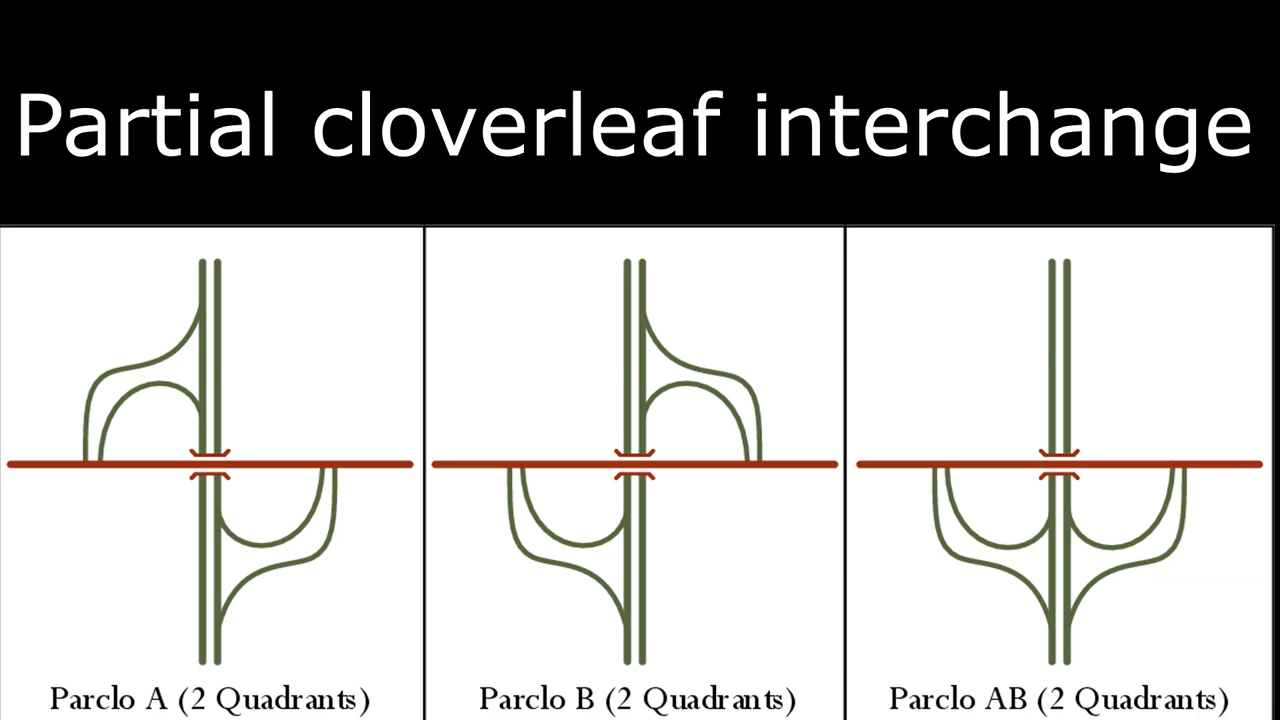 Partial cloverleaf interchange
Parclo A (2 Quadrants)
Parclo B (2 Quadrants)
Parclo AB (2 Quadrants)